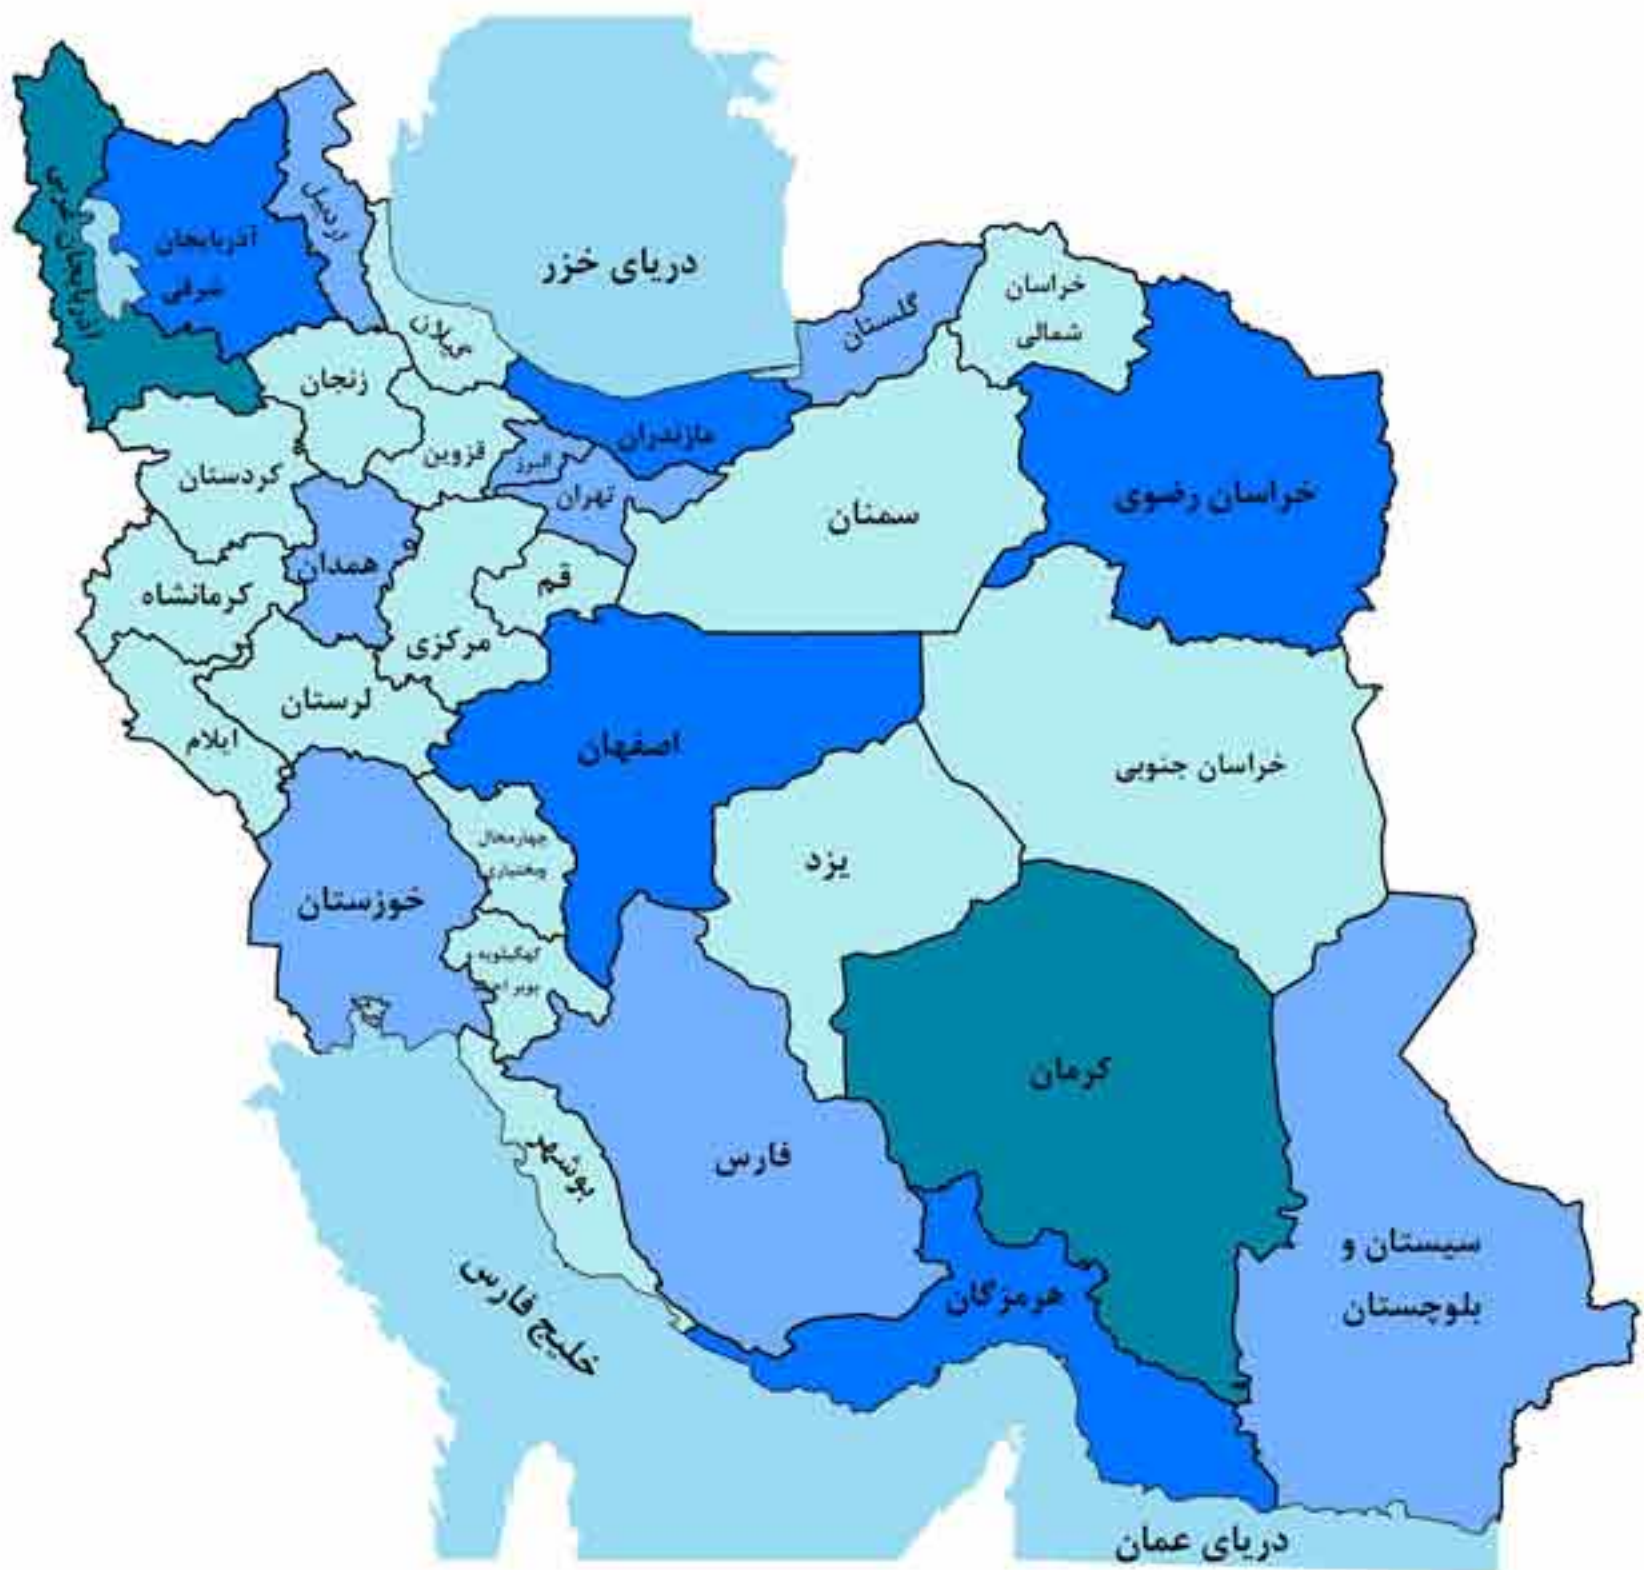 دریای خزر
آذربایجان غربی
آذربایجان
شرقی
اردبیل
گیلان
گلستان
خراسان
شمالی
زنجان
مازندران
قزوین
البرز
تهران
کردستان
سمنان
خراسان رضوی
همدان
قم
کرمانشاه
مرکزی
لرستان
ایلام
اصفهان
خراسان جنوبی
چهارمحال
وبختیاری
یزد
خوزستان
کهگیلویه
بویر احمد
کرمان
فارس
بوشهر
سیستان و
بلوچستان
هرمزگان
خلیج فارس
دریای عمان